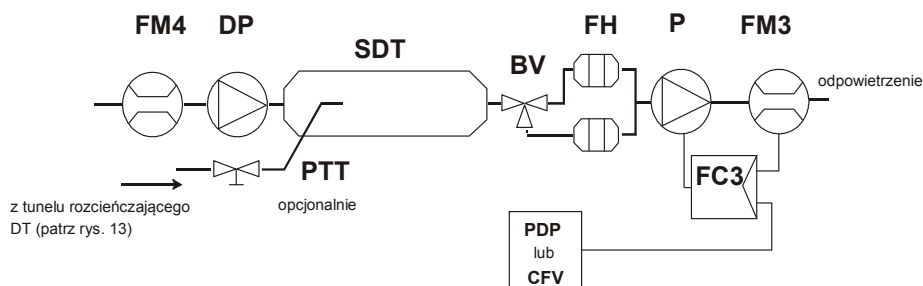 FM4
DP
SDT
BV
FH
P
FM3
odpowietrzenie
PTT
opcjonalnie
FC3
z tunelu rozcieńczającego
DT (patrz rys. 13)
PDP
lub
CFV